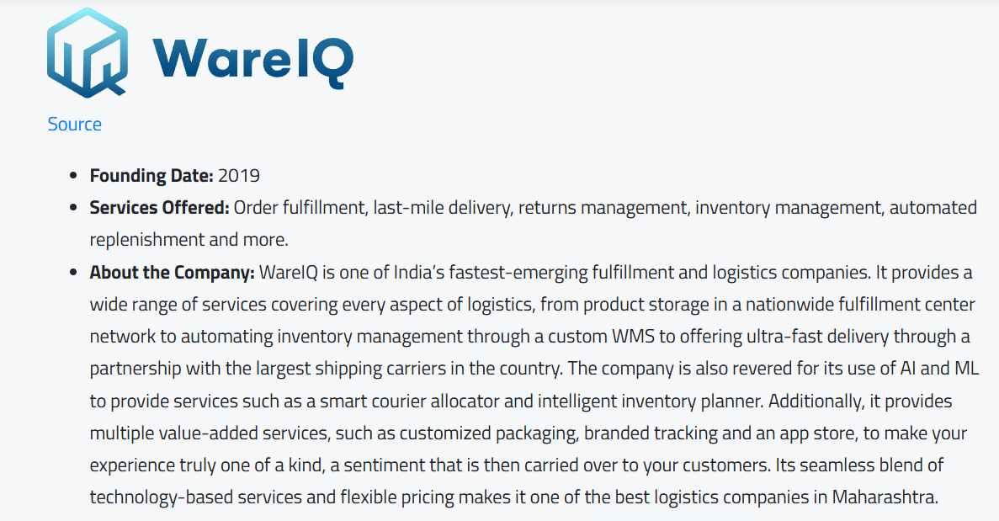 WareIQ
Source
Founding Date: 2019
Services Offered: Order fulfillment, last-mile delivery, returns management, inventory management, automated
replenishment and more.
About the Company: WareIQ is one of India’s fastest-emerging fulfillment and logistics companies. It provides a
wide range of services covering every aspect of logistics, from product storage in a nationwide fulfillment center
network to automating inventory management through a custom WMS to offering ultra-fast delivery through a
partnership with the largest shipping carriers in the country. The company is also revered for its use of AI and ML
to provide services such as a smart courier allocator and intelligent inventory planner. Additionally, it provides
multiple value-added services, such as customized packaging, branded tracking and an app store, to make your
experience truly one of a kind, a sentiment that is then carried over to your customers. Its seamless blend of
technology-based services and flexible pricing makes it one of the best logistics companies in Maharashtra.